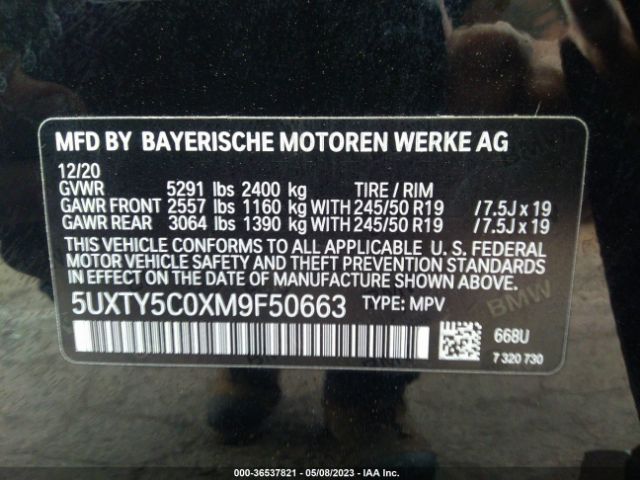 MFD BY BAYERISCHE MOTOREN WERKE AG
12/20
GVWR 5291 lbs 2400 kg TIRE / RIM
GAWR FRONT 2557 lbs 1160 kg WITH 245/50 R19 / 7.5J x 19
GAWR REAR 3064 lbs 1390 kg WITH 245/50 R19 / 7.5J x 19
THIS VEHICLE CONFORMS TO ALL APPLICABLE U. S. FEDERAL
MOTOR VEHICLE SAFETY AND THEFT PREVENTION STANDARDS
IN EFFECT ON THE DATE OF MANUFACTURE SHOWN ABOVE.
5UXTY5C0XM9F50663 TYPE: MPV
BMW
668U
7 320 730
000-36537821 - 05/08/2023 - IAA Inc.